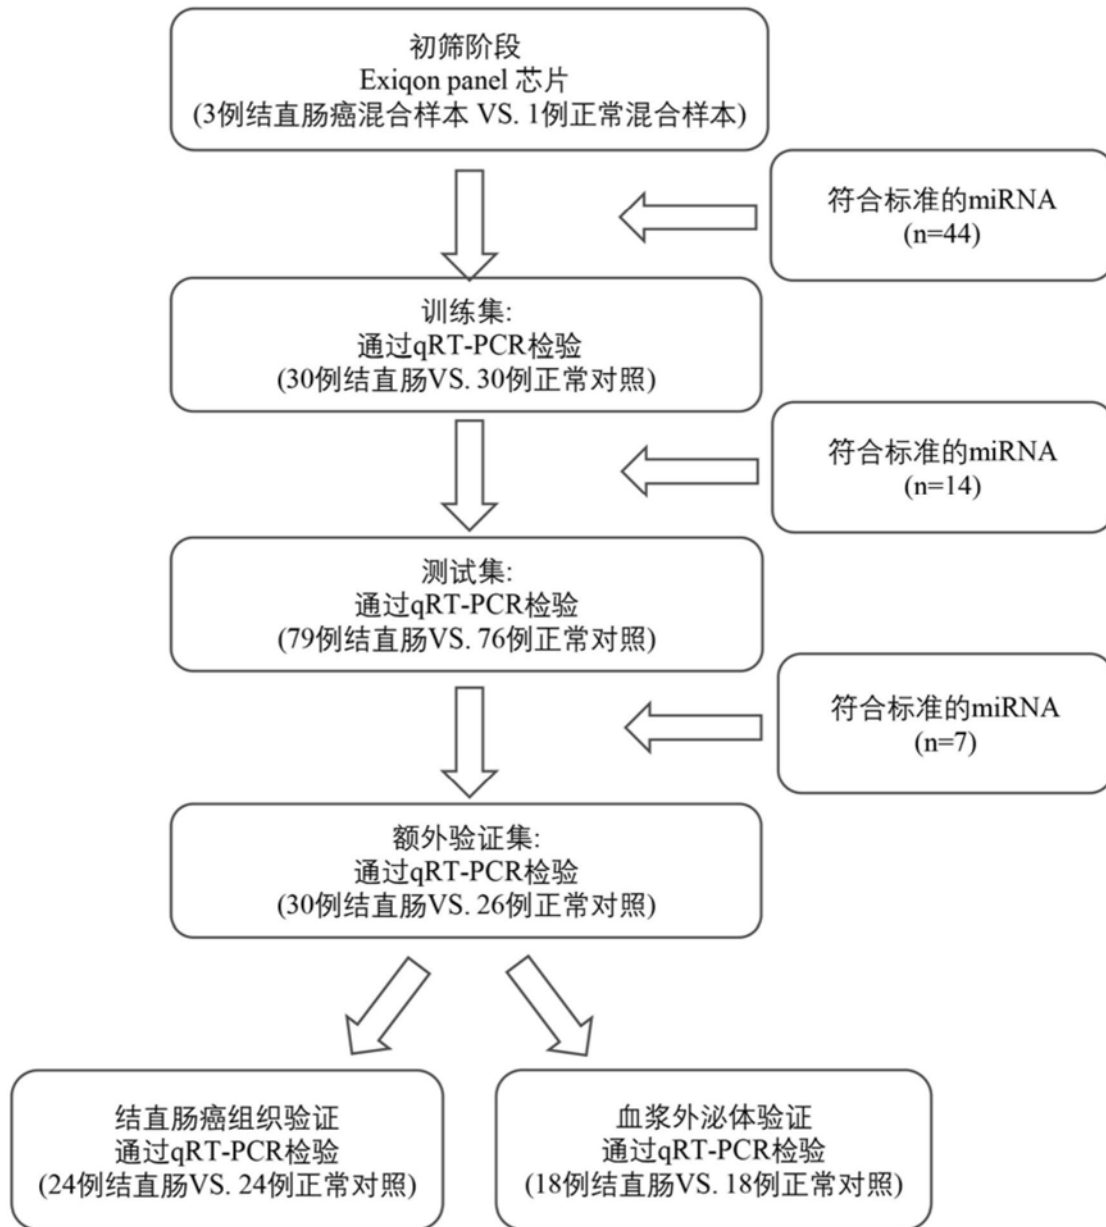 初筛阶段
Exiqon panel 芯片
(3例结直肠癌混合样本 VS. 1例正常混合样本)
符合标准的miRNA
(n=44)
训练集:
通过qRT-PCR检验
(30例结直肠VS. 30例正常对照)
符合标准的miRNA
(n=14)
测试集:
通过qRT-PCR检验
(79例结直肠VS. 76例正常对照)
符合标准的miRNA
(n=7)
额外验证集:
通过qRT-PCR检验
(30例结直肠VS. 26例正常对照)
结直肠癌组织验证
通过qRT-PCR检验
(24例结直肠VS. 24例正常对照)
血浆外泌体验证
通过qRT-PCR检验
(18例结直肠VS. 18例正常对照)